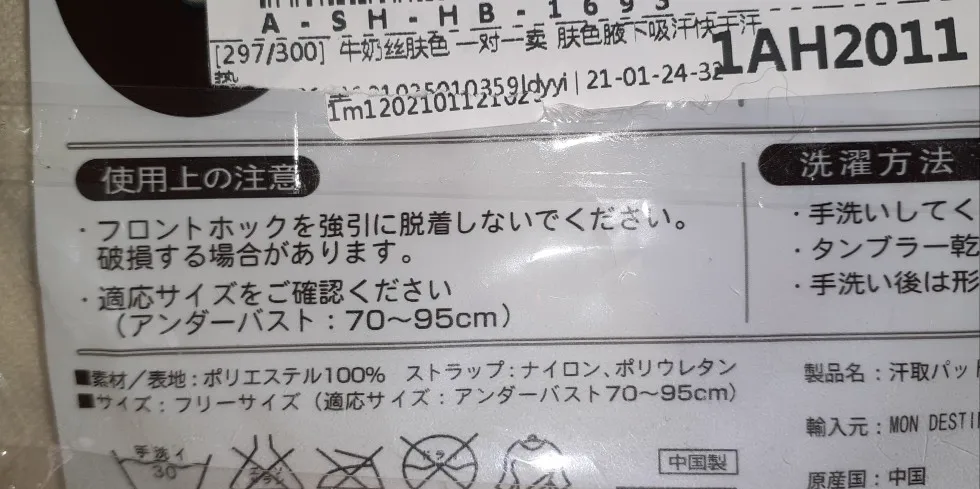 A-SH-HB-1693
[297/300] 牛奶丝肤色 一对一卖 肤色腋下吸汗快干汗
垫
1AH2011
ldyyi | 21-01-24-32
使用上の注意
・フロントホックを強引に脱着しないでください。
破損する場合があります。
・適応サイズをご確認ください
（アンダーバスト：70〜95cm）
洗濯方法
・手洗いしてく
・タンブラー乾
・手洗い後は形
■素材／表地：ポリエステル100% ストラップ：ナイロン、ポリウレタン
■サイズ：フリーサイズ（適応サイズ：アンダーバスト70〜95cm）
手洗イ
30
ドライ
中国製
製品名：汗取パッ
輸入元：MON DESTI
原産国：中国